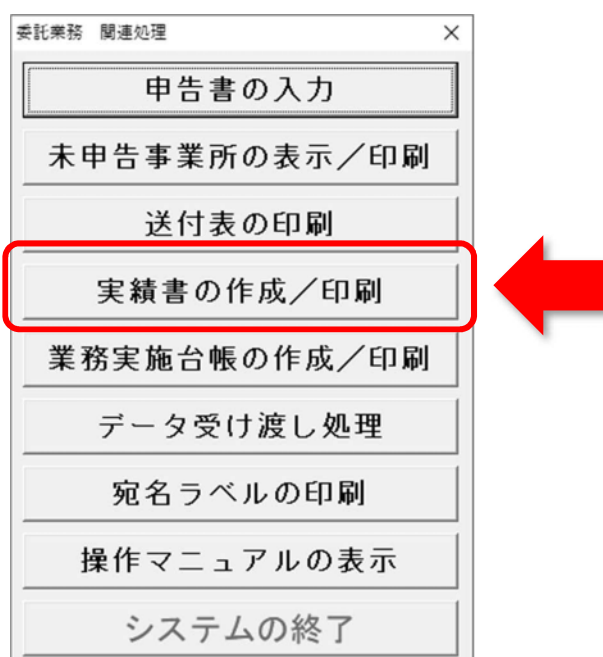 委託業務　関連処理
申告書の入力
未申告事業所の表示／印刷
送付表の印刷
実績書の作成／印刷
業務実施台帳の作成／印刷
データ受け渡し処理
宛名ラベルの印刷
操作マニュアルの表示
システムの終了